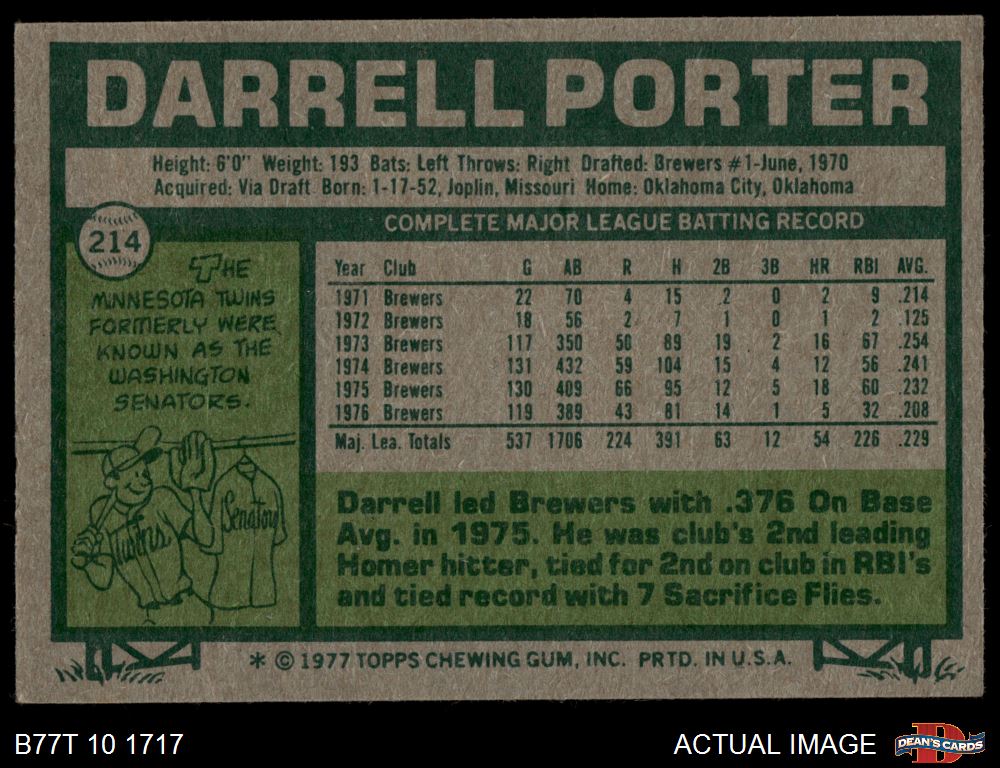 DARRELL PORTER
Height: 6'0" Weight: 193 Bats: Left Throws: Right Drafted: Brewers #1-June, 1970
Acquired: Via Draft Born: 1-17-52, Joplin, Missouri Home: Oklahoma City, Oklahoma
214
COMPLETE MAJOR LEAGUE BATTING RECORD
THE
MINNESOTA TWINS
FORMERLY WERE
KNOWN AS THE
WASHINGTON
SENATORS.
Twins
Senators
Year Club G AB R H 2B 3B HR RBI AVG.
1971 Brewers 22 70 4 15 2 0 2 9 .214
1972 Brewers 18 56 2 7 1 0 1 2 .125
1973 Brewers 117 350 50 89 19 2 16 67 .254
1974 Brewers 131 432 59 104 15 4 12 56 .241
1975 Brewers 130 409 66 95 12 5 18 60 .232
1976 Brewers 119 389 43 81 14 1 5 32 .208
Maj. Lea. Totals 537 1706 224 391 63 12 54 226 .229
Darrell led Brewers with .376 On Base
Avg. in 1975. He was club's 2nd leading
Homer hitter, tied for 2nd on club in RBI's
and tied record with 7 Sacrifice Flies.
* © 1977 TOPPS CHEWING GUM, INC. PRTD. IN U.S.A.
B77T 10 1717
ACTUAL IMAGE
D
DEAN'S CARDS